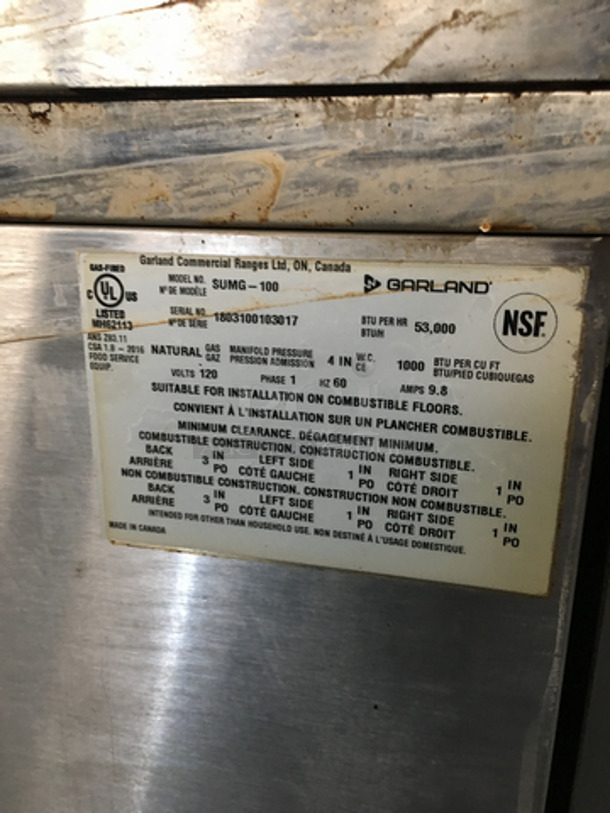 Garland Commercial Ranges Ltd, ON, Canada
GAS-FIRED
C UL US
LISTED
MH62113
ANS Z83.11
CSA 1.8 – 2016
FOOD SERVICE
EQUIP.
MODEL NO. SUMG-100
Nº DE MODÈLE
GARLAND
SERIAL NO. 1803100103017
Nº DE SÉRIE
BTU PER HR 53,000
BTU/H
NSF
NATURAL GAS MANIFOLD PRESSURE 4 IN W.C. 1000 BTU PER CU FT
GAZ PRESSION ADMISSION CE BTU/PIED CUBIQUEGAS
VOLTS 120 PHASE 1 HZ 60 AMPS 9.8
SUITABLE FOR INSTALLATION ON COMBUSTIBLE FLOORS.
CONVIENT À L'INSTALLATION SUR UN PLANCHER COMBUSTIBLE.
MINIMUM CLEARANCE. DÉGAGEMENT MINIMUM.
COMBUSTIBLE CONSTRUCTION. CONSTRUCTION COMBUSTIBLE.
BACK 3 IN LEFT SIDE 1 IN RIGHT SIDE 1 IN
ARRIÈRE PO CÔTÉ GAUCHE PO CÔTÉ DROIT PO
NON COMBUSTIBLE CONSTRUCTION. CONSTRUCTION NON COMBUSTIBLE.
BACK 3 IN LEFT SIDE 1 IN RIGHT SIDE 1 IN
ARRIÈRE PO CÔTÉ GAUCHE PO CÔTÉ DROIT PO
INTENDED FOR OTHER THAN HOUSEHOLD USE. NON DESTINÉ À L'USAGE DOMESTIQUE.
MADE IN CANADA